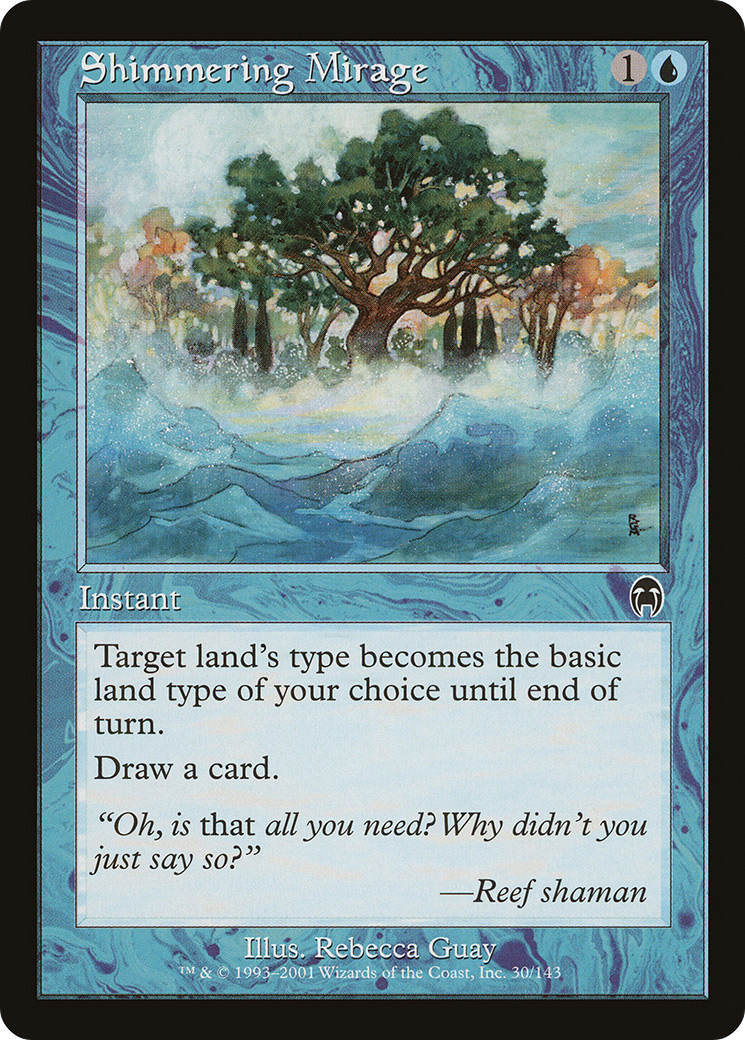 Shimmering Mirage 1
Instant
Target land's type becomes the basic
land type of your choice until end of
turn.
Draw a card.
"Oh, is that all you need? Why didn't you
just say so?"
—Reef shaman
Illus. Rebecca Guay
™ & © 1993–2001 Wizards of the Coast, Inc. 30/143